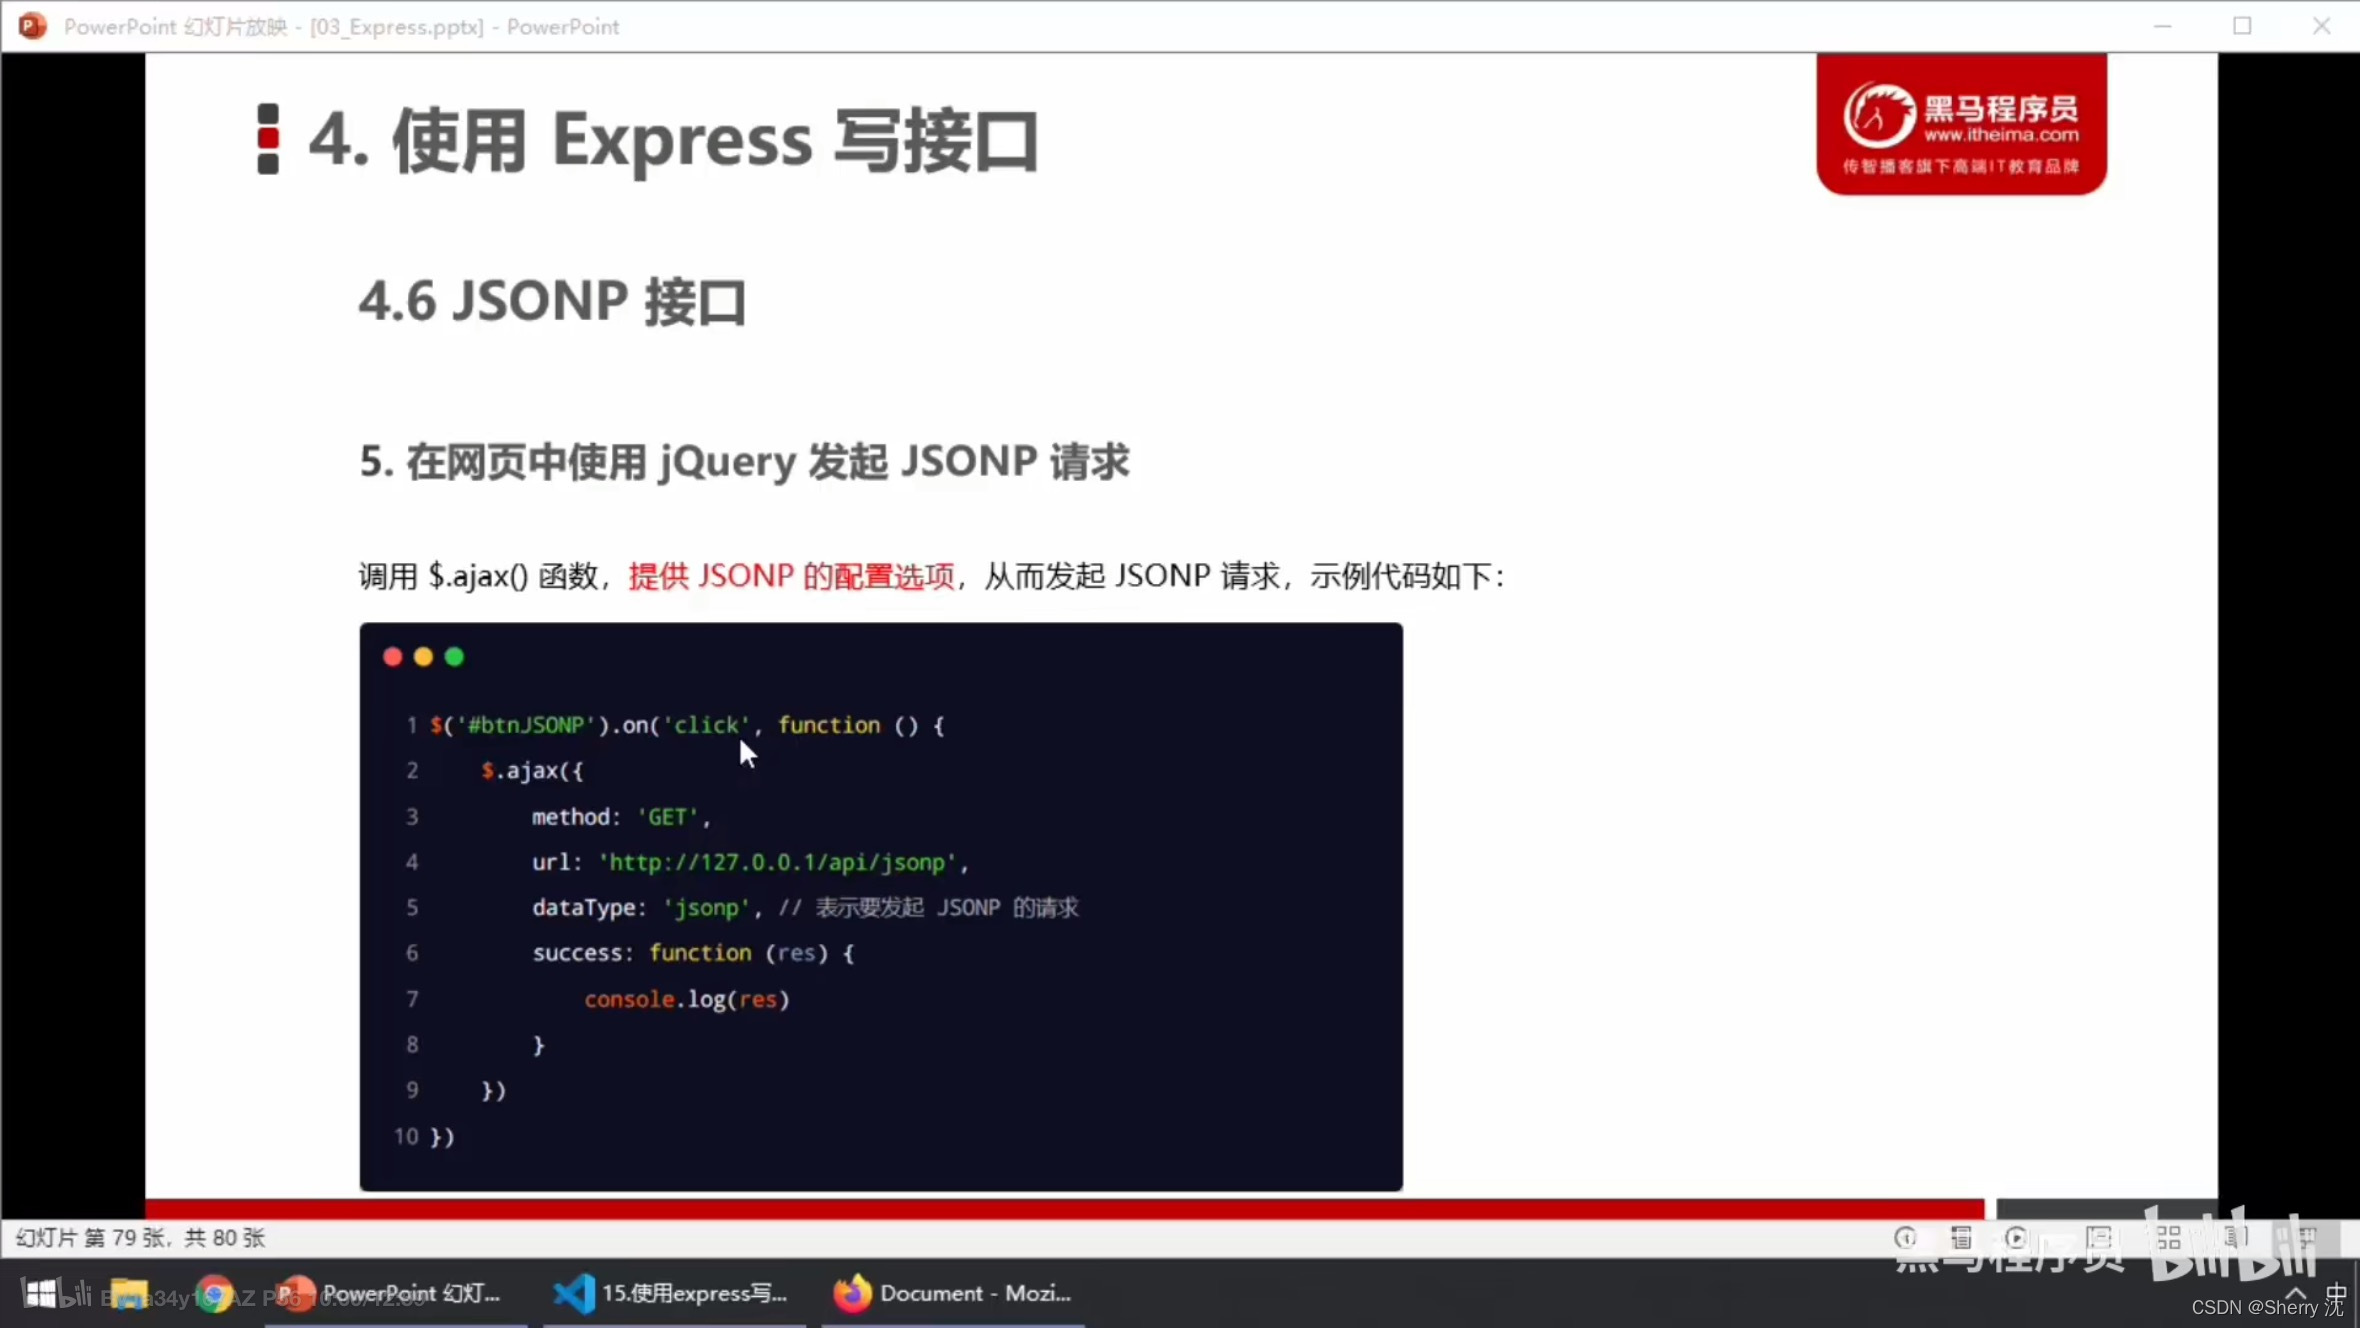 PowerPoint 幻灯片放映 - [03_Express.pptx] - PowerPoint
4. 使用 Express 写接口
黑马程序员
www.itheima.com
传智播客旗下高端IT教育品牌
4.6 JSONP 接口
5. 在网页中使用 jQuery 发起 JSONP 请求
调用 $.ajax() 函数，提供 JSONP 的配置选项，从而发起 JSONP 请求，示例代码如下：
1 $('#btnJSONP').on('click', function () {
2 $.ajax({
3 method: 'GET',
4 url: 'http://127.0.0.1/api/jsonp',
5 dataType: 'jsonp', // 表示要发起 JSONP 的请求
6 success: function (res) {
7 console.log(res)
8 }
9 })
10 })
幻灯片 第 79 张，共 80 张
黑马程序员 bilibili
bili
PowerPoint 幻灯...
15.使用express写...
Document - Mozi...
中
CSDN @Sherry 沈